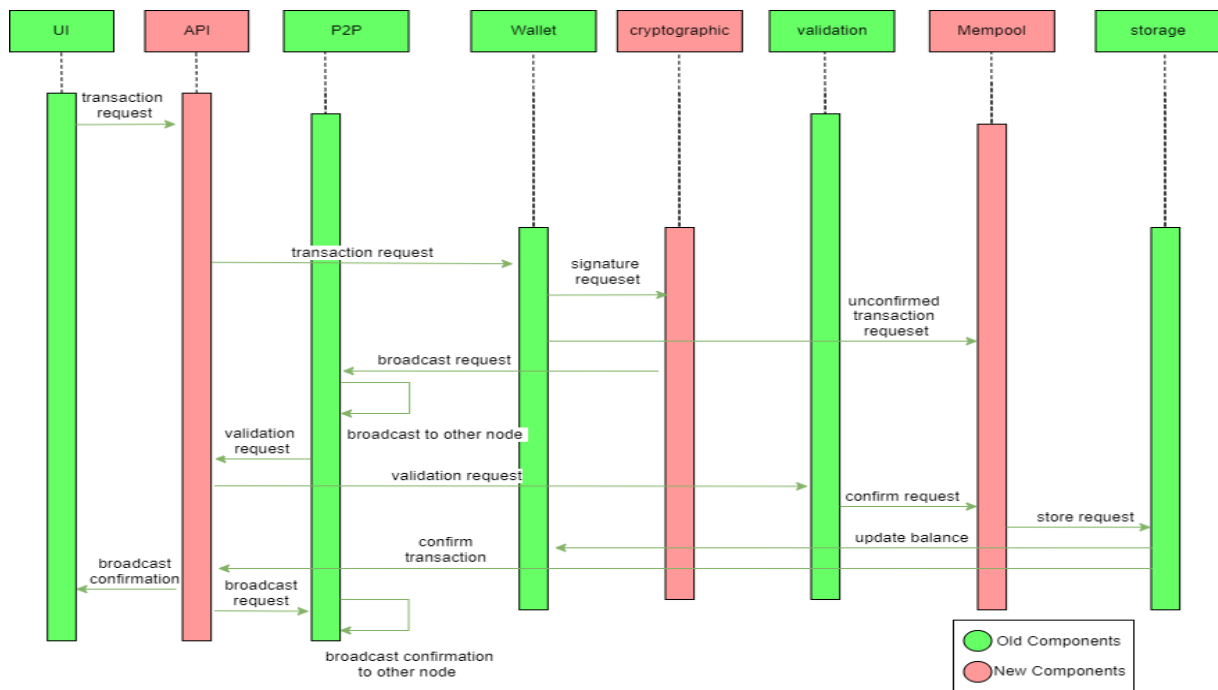 UI
API
P2P
Wallet
cryptographic
validation
Mempool
storage
transaction
request
transaction request
signature
requeset
unconfirmed
transaction
requeset
broadcast request
broadcast to other node
validation
request
validation request
confirm request
store request
update balance
confirm
transaction
broadcast
confirmation
broadcast
request
broadcast confirmation
to other node
Old Components
New Components